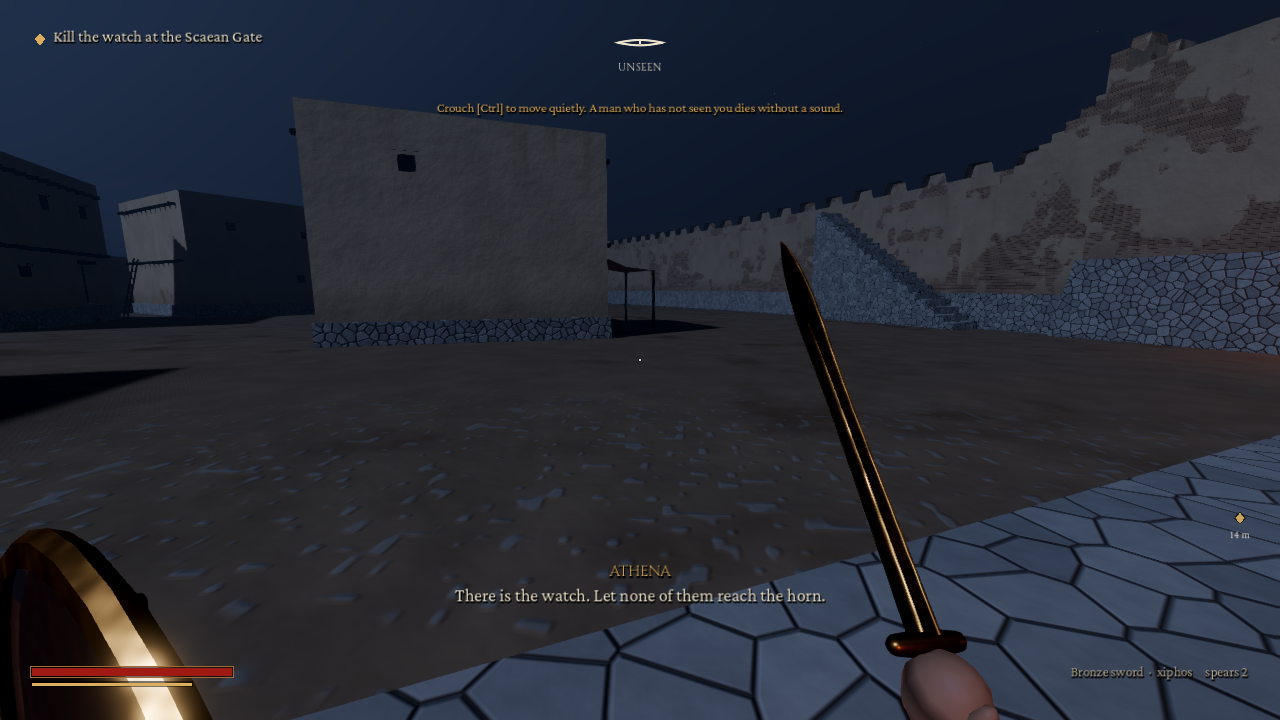 Kill the watch at the Scaean Gate
UNSEEN
Crouch [Ctrl] to move quietly. A man who has not seen you dies without a sound.
14 m
ATHENA
There is the watch. Let none of them reach the horn.
Bronze sword · xiphos spears 2